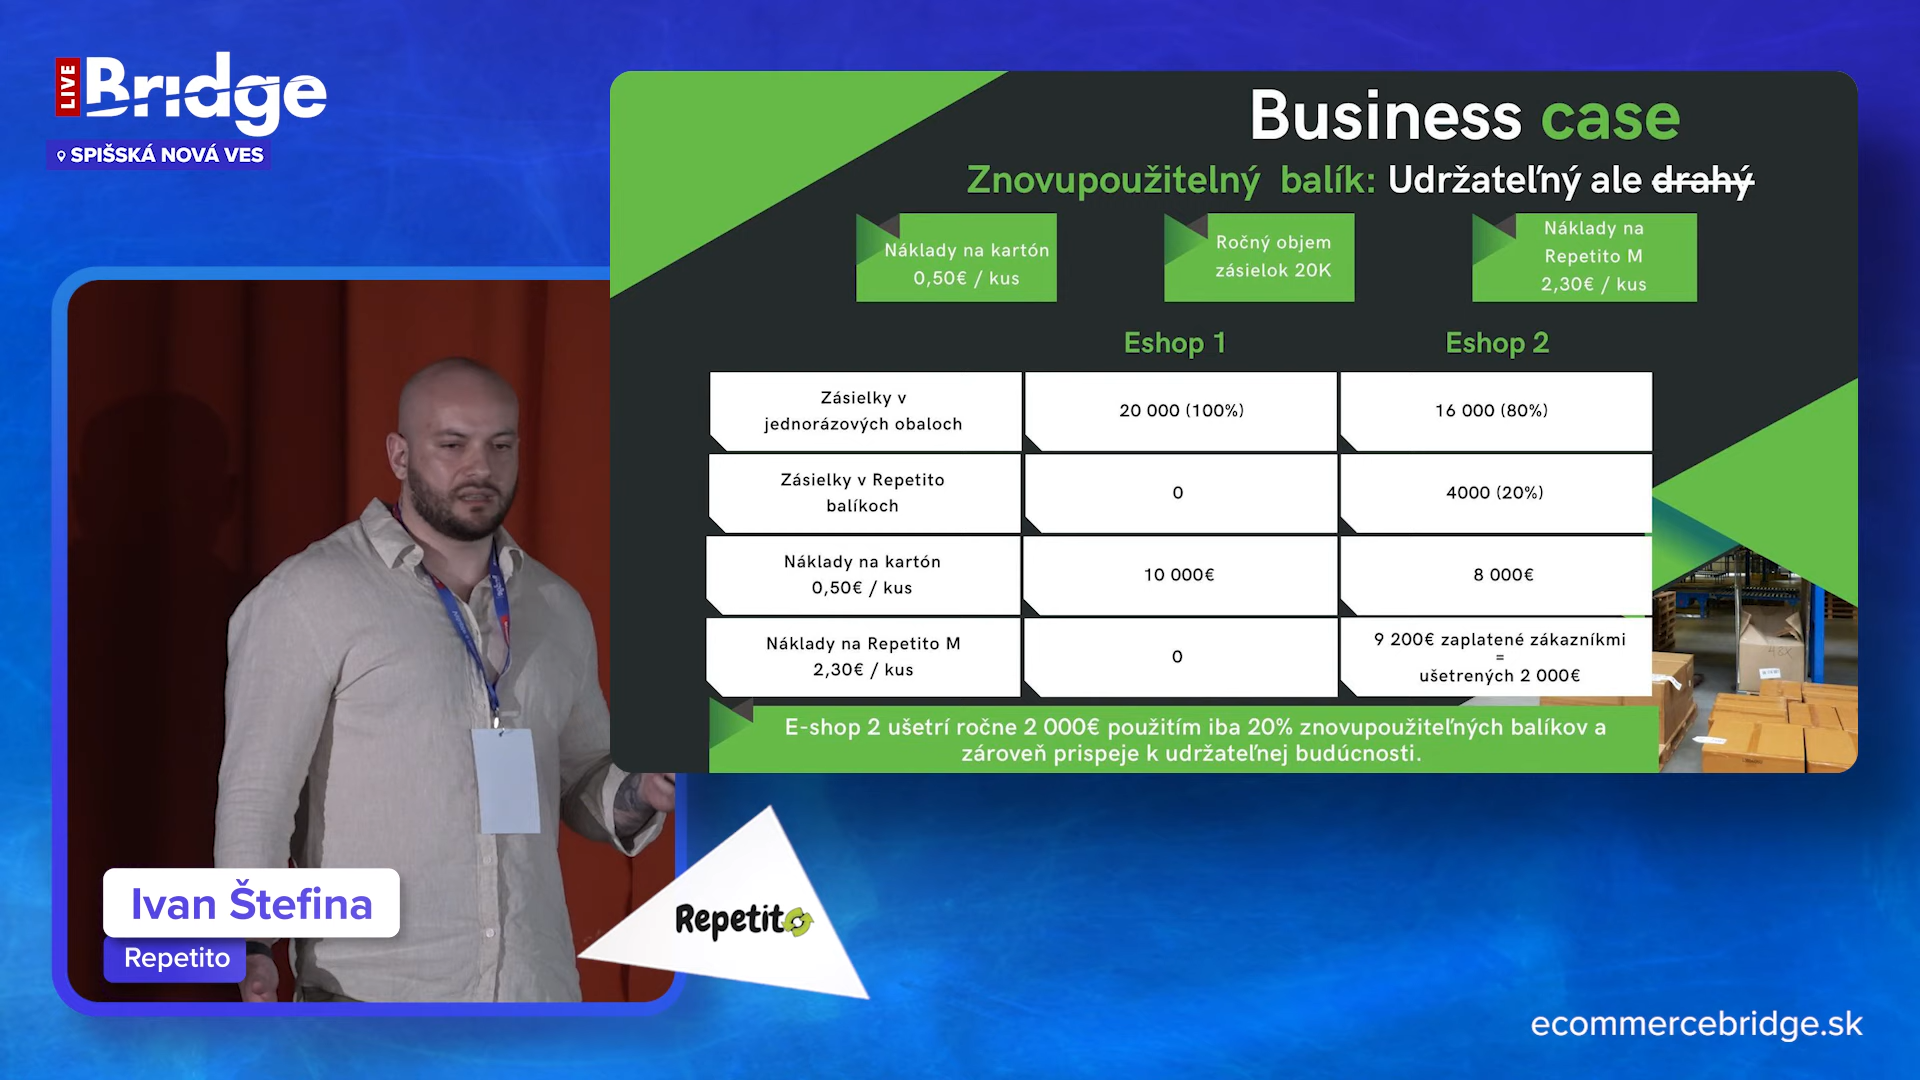 LIVE
Bridge
SPIŠSKÁ NOVÁ VES
Business case
Znovupoužitelný balík: Udržateľný ale drahý
Náklady na kartón
0,50€ / kus
Ročný objem
zásielok 20K
Náklady na
Repetito M
2,30€ / kus
Eshop 1
Eshop 2
Zásielky v
jednorázových obaloch
20 000 (100%)
16 000 (80%)
Zásielky v Repetito
balíkoch
0
4000 (20%)
Náklady na kartón
0,50€ / kus
10 000€
8 000€
Náklady na Repetito M
2,30€ / kus
0
9 200€ zaplatené zákazníkmi
=
ušetrených 2 000€
E-shop 2 ušetrí ročne 2 000€ použitím iba 20% znovupoužiteľných balíkov a
zároveň prispeje k udržateľnej budúcnosti.
Ivan Štefina
Repetito
Repetito
ecommercebridge.sk